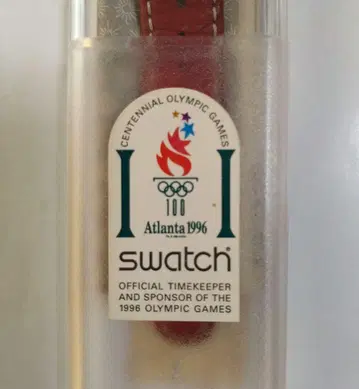 CENTENNIAL OLYMPIC GAMES
100
Atlanta 1996
swatch
OFFICIAL TIMEKEEPER
AND SPONSOR OF THE
1996 OLYMPIC GAMES